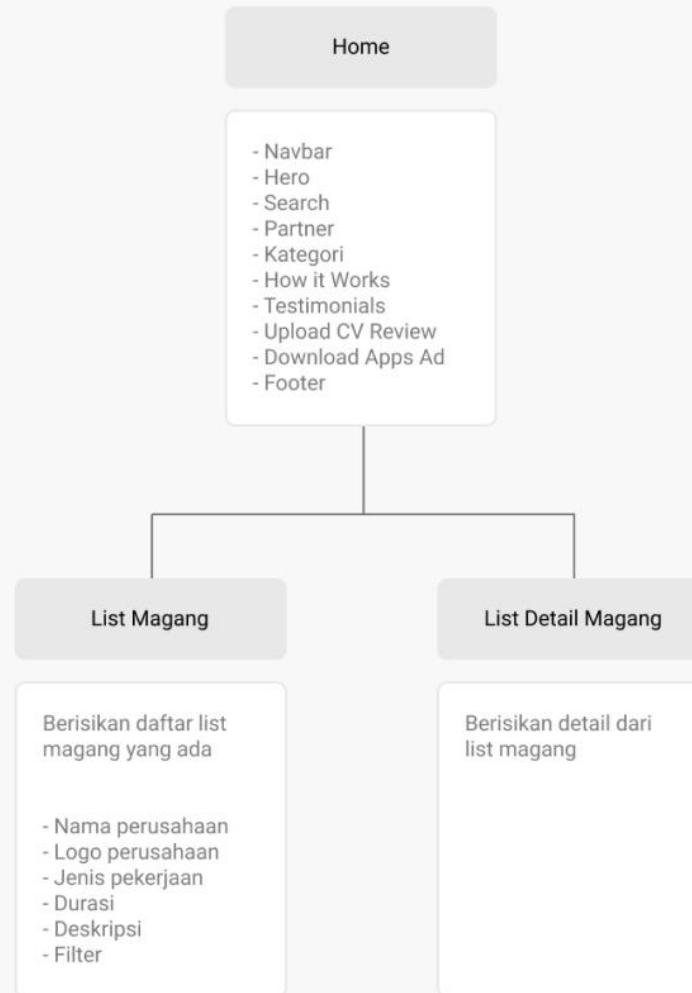 Home
- Navbar
- Hero
- Search
- Partner
- Kategori
- How it Works
- Testimonials
- Upload CV Review
- Download Apps Ad
- Footer
List Magang
Berisikan daftar list
magang yang ada
- Nama perusahaan
- Logo perusahaan
- Jenis pekerjaan
- Durasi
- Deskripsi
- Filter
List Detail Magang
Berisikan detail dari
list magang